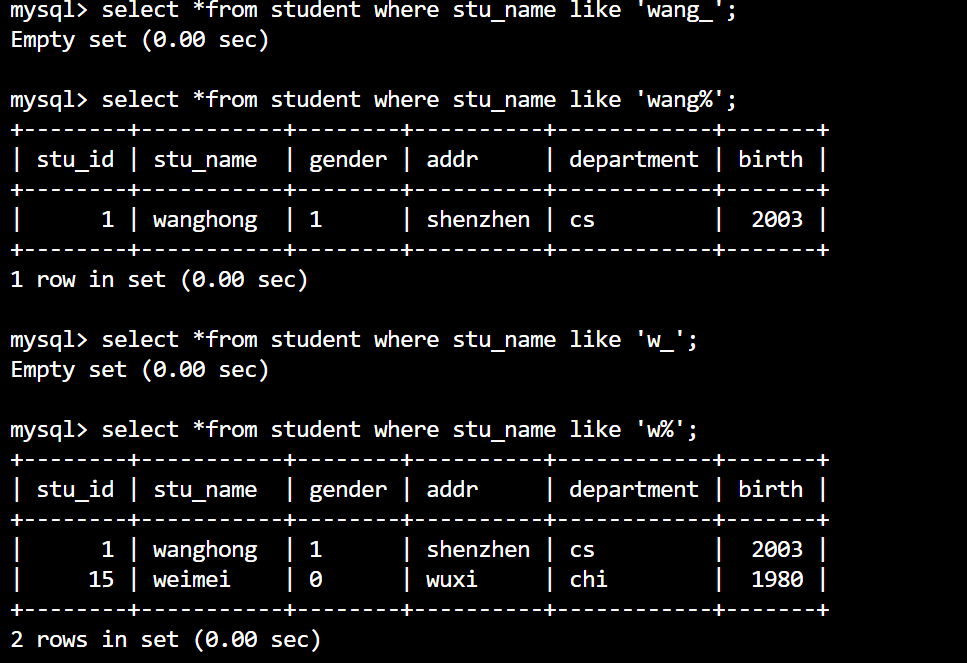 mysql> select *from student where stu_name like 'wang_';
Empty set (0.00 sec)

mysql> select *from student where stu_name like 'wang%';
+--------+-----------+--------+----------+------------+-------+
| stu_id | stu_name  | gender | addr     | department | birth |
+--------+-----------+--------+----------+------------+-------+
|      1 | wanghong  | 1      | shenzhen | cs         |  2003 |
+--------+-----------+--------+----------+------------+-------+
1 row in set (0.00 sec)

mysql> select *from student where stu_name like 'w_';
Empty set (0.00 sec)

mysql> select *from student where stu_name like 'w%';
+--------+-----------+--------+----------+------------+-------+
| stu_id | stu_name  | gender | addr     | department | birth |
+--------+-----------+--------+----------+------------+-------+
|      1 | wanghong  | 1      | shenzhen | cs         |  2003 |
|     15 | weimei    | 0      | wuxi     | chi        |  1980 |
+--------+-----------+--------+----------+------------+-------+
2 rows in set (0.00 sec)